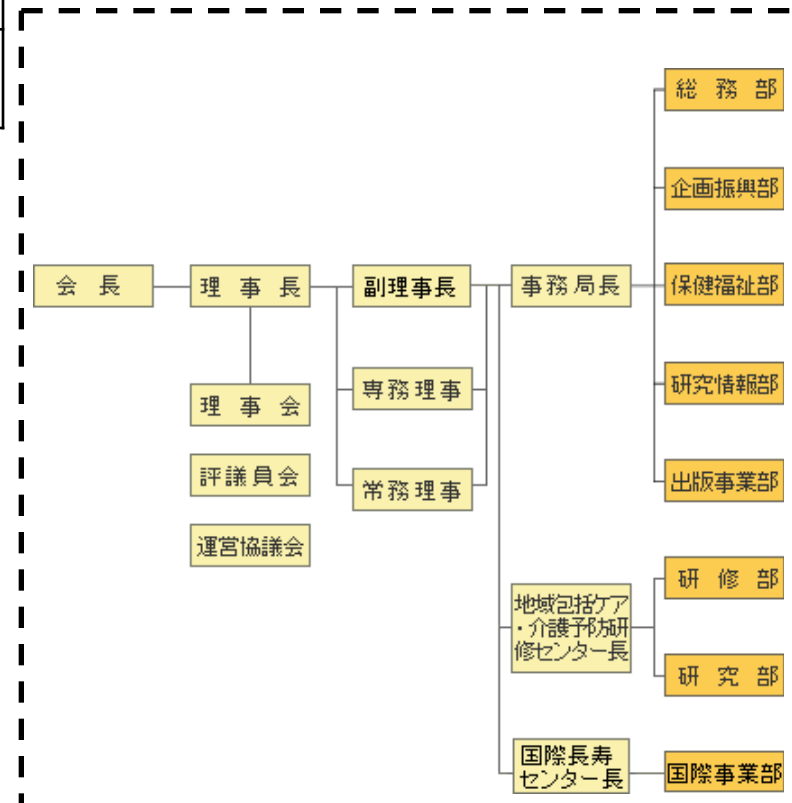 総 務 部
企画振興部
会 長
理 事 長
副理事長
事務局長
保健福祉部
専務理事
研究情報部
理 事 会
評議員会
常務理事
出版事業部
運営協議会
地域包括ケア
・介護予防研
修センター長
研 修 部
研 究 部
国際長寿
センター長
国際事業部